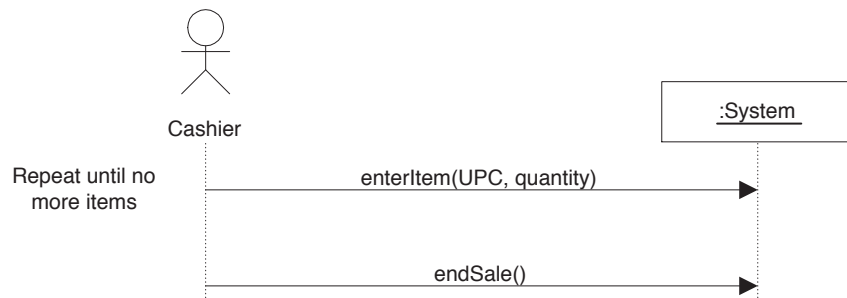 :System
Cashier
Repeat until no
more items
enterItem(UPC, quantity)
endSale()